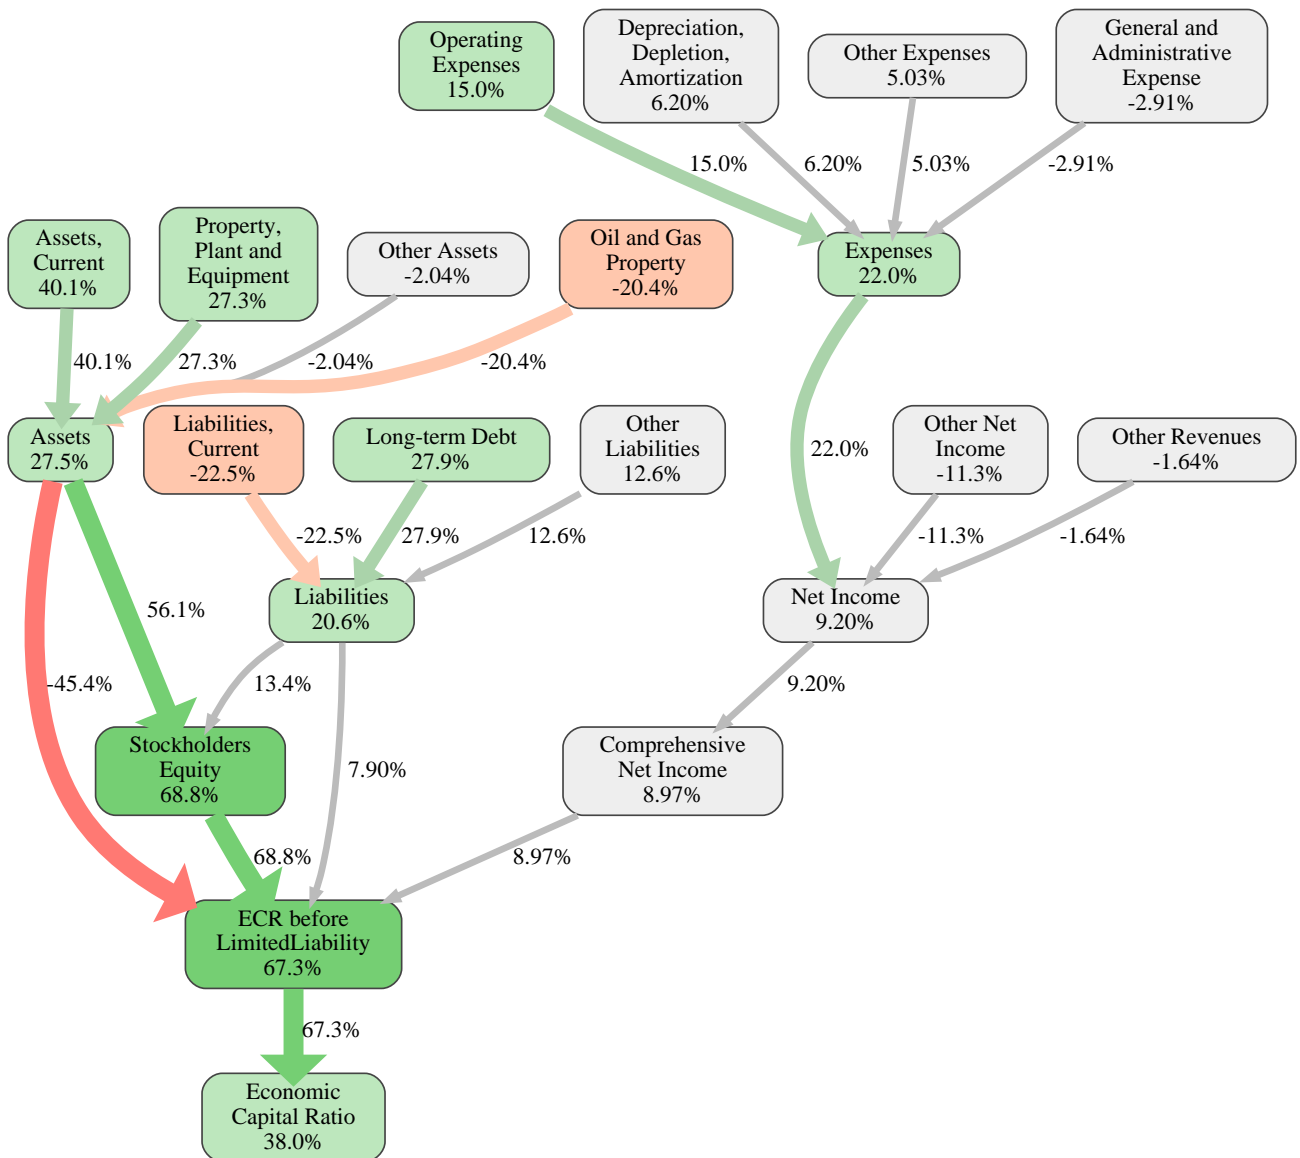 Operating
Expenses
15.0%
Depreciation,
Depletion,
Amortization
6.20%
Other Expenses
5.03%
General and
Administrative
Expense
-2.91%
15.0%
6.20%
5.03%
-2.91%
Assets,
Current
40.1%
Property,
Plant and
Equipment
27.3%
Other Assets
-2.04%
Oil and Gas
Property
-20.4%
Expenses
22.0%
40.1%
27.3%
-2.04%
-20.4%
Assets
27.5%
Liabilities,
Current
-22.5%
Long-term Debt
27.9%
Other
Liabilities
12.6%
22.0%
Other Net
Income
-11.3%
Other Revenues
-1.64%
-22.5%
27.9%
12.6%
-11.3%
-1.64%
56.1%
Liabilities
20.6%
Net Income
9.20%
-45.4%
13.4%
9.20%
Stockholders
Equity
68.8%
7.90%
Comprehensive
Net Income
8.97%
68.8%
8.97%
ECR before
LimitedLiability
67.3%
67.3%
Economic
Capital Ratio
38.0%